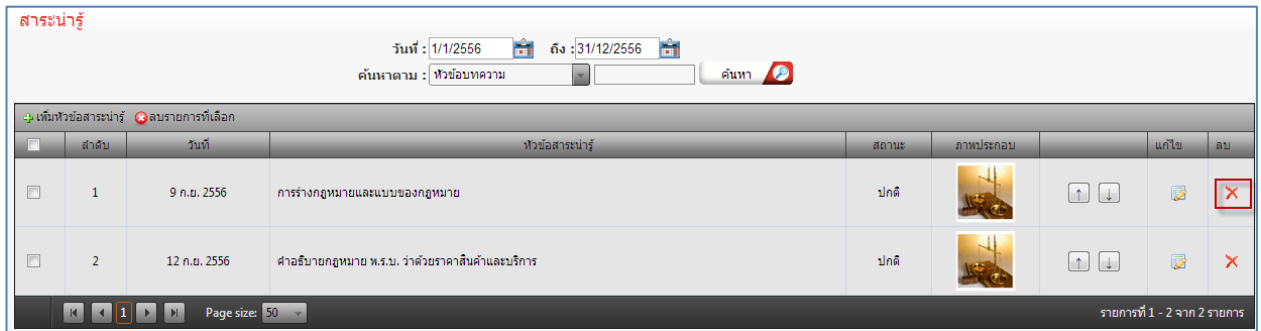 สาระน่ารู้
วันที่ : 1/1/2556 ถึง : 31/12/2556
ค้นหาตาม : หัวข้อบทความ ค้นหา
เพิ่มหัวข้อสาระน่ารู้ ลบรายการที่เลือก
ลำดับ วันที่ หัวข้อสาระน่ารู้ สถานะ ภาพประกอบ แก้ไข ลบ
1 9 ก.ย. 2556 การร่างกฎหมายและแบบของกฎหมาย ปกติ
2 12 ก.ย. 2556 คำอธิบายกฎหมาย พ.ร.บ. ว่าด้วยราคาสินค้าและบริการ ปกติ
1 Page size: 50 รายการที่ 1 - 2 จาก 2 รายการ